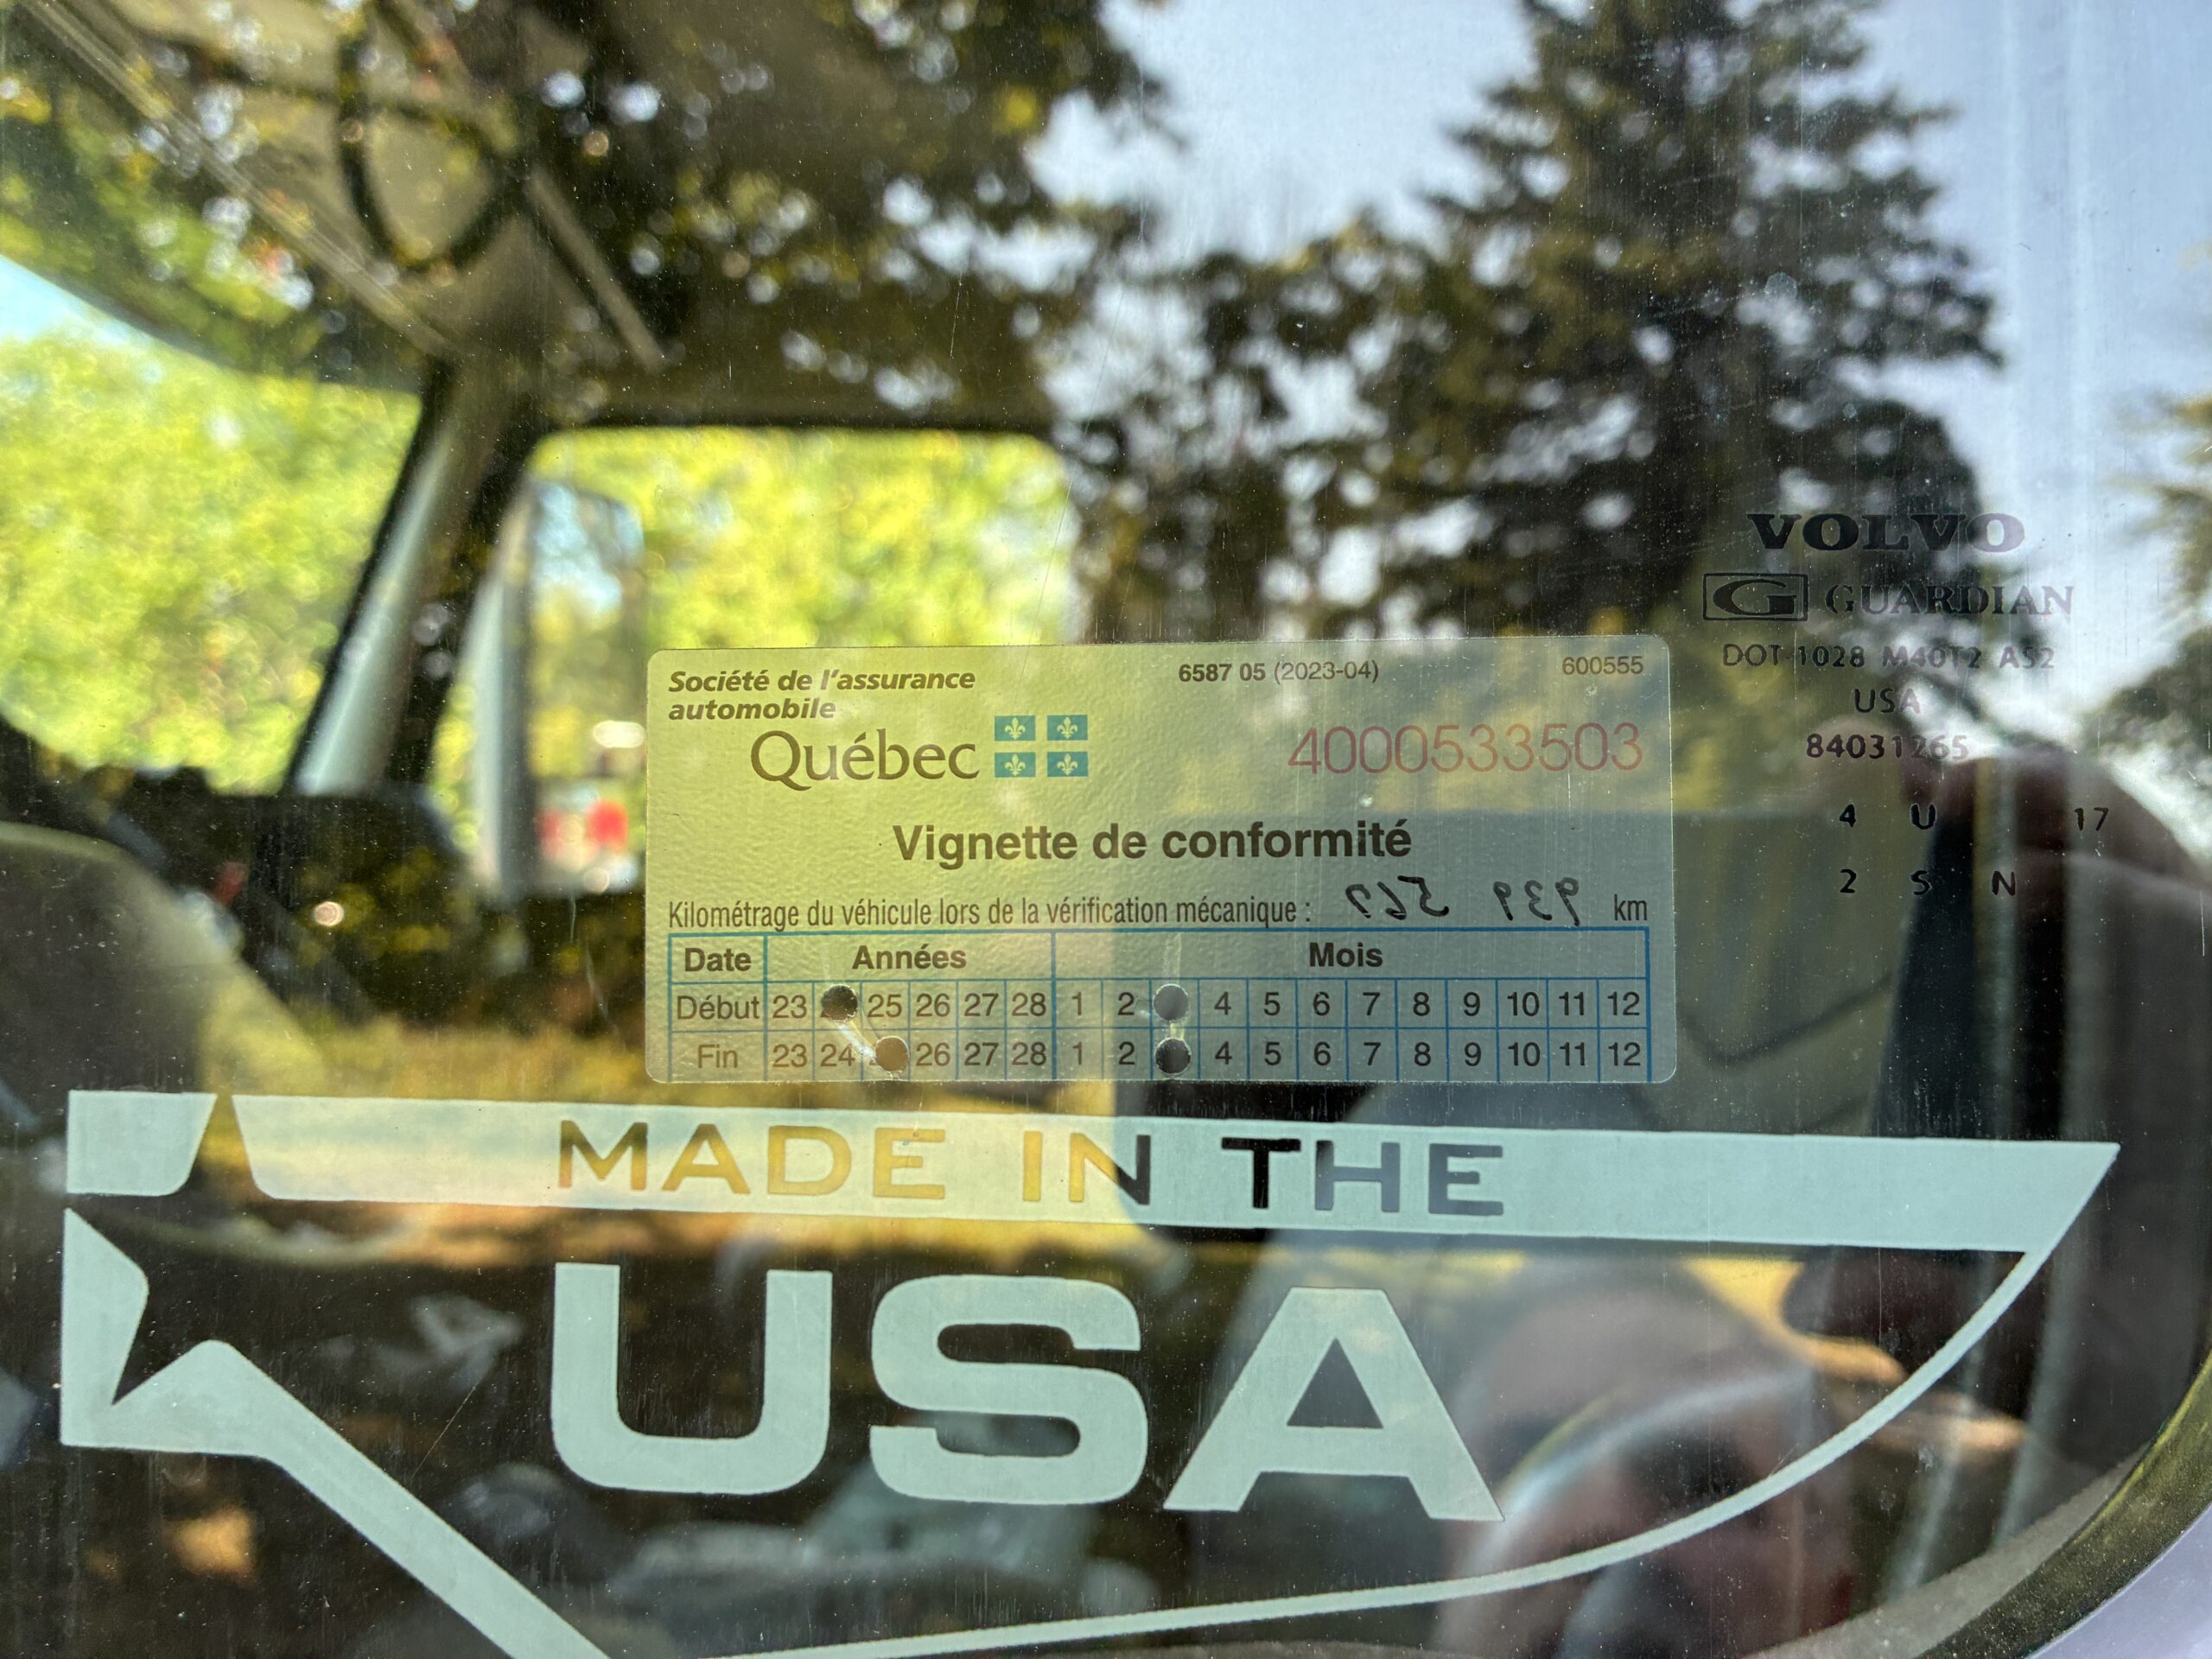 VOLVO
G GUARDIAN
DOT-1028 M40T2 AS2
USA
84031265
4 U 17
2 S N
Société de l'assurance
automobile
Québec
6587 05 (2023-04)
600555
4000533503
Vignette de conformité
Kilométrage du véhicule lors de la vérification mécanique : km
Date Années Mois
Début 23 25 26 27 28 1 2 4 5 6 7 8 9 10 11 12
Fin 23 24 26 27 28 1 2 4 5 6 7 8 9 10 11 12
MADE IN THE
USA